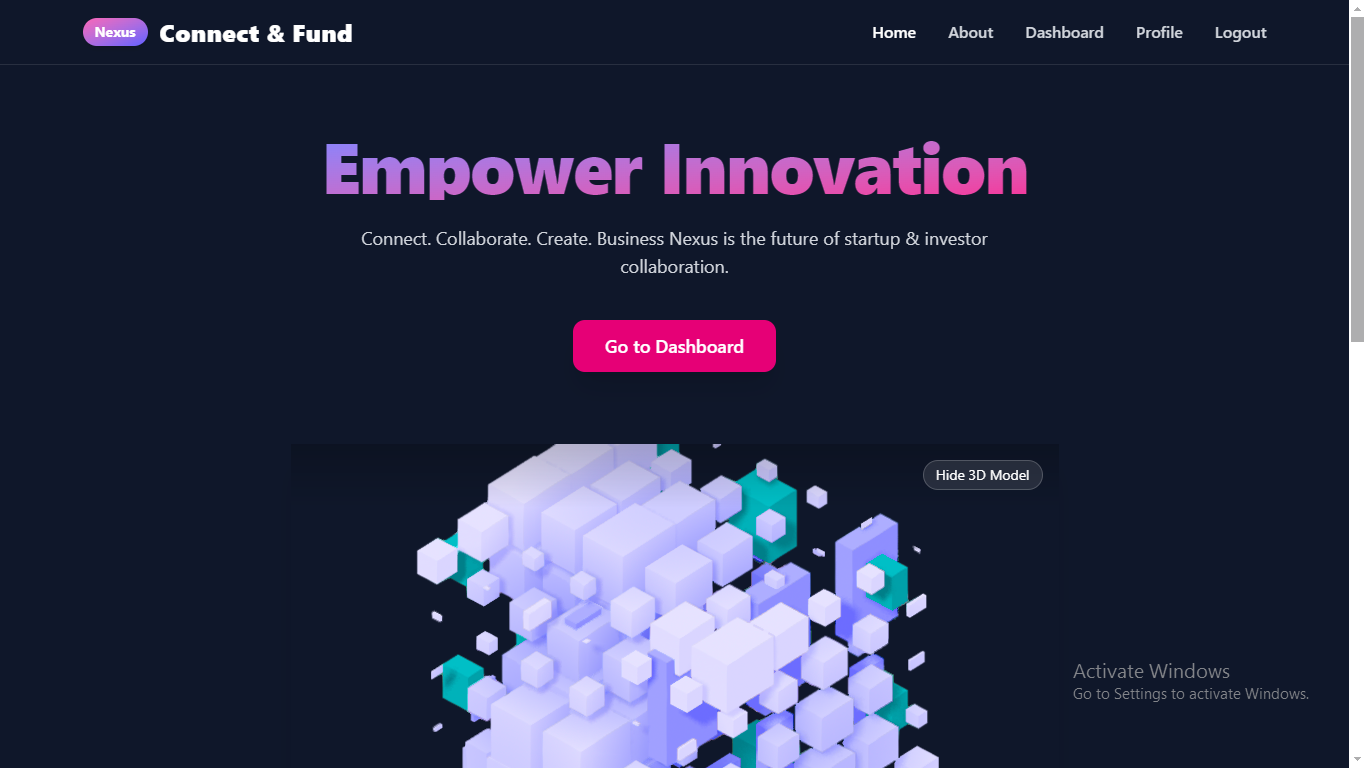 Nexus
Connect & Fund
Home
About
Dashboard
Profile
Logout
Empower Innovation
Connect. Collaborate. Create. Business Nexus is the future of startup & investor
collaboration.
Go to Dashboard
Hide 3D Model
Activate Windows
Go to Settings to activate Windows.